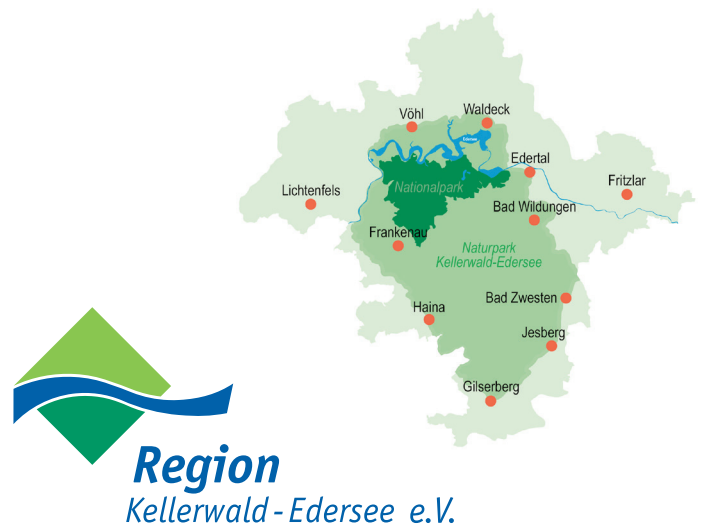 Waldeck
Vöhl
Edersee
Edertal
Nationalpark
Fritzlar
Lichtenfels
Bad Wildungen
Frankenau
Naturpark
Kellerwald-Edersee
Bad Zwesten
Haina
Jesberg
Gilserberg
Region
Kellerwald - Edersee e.V.